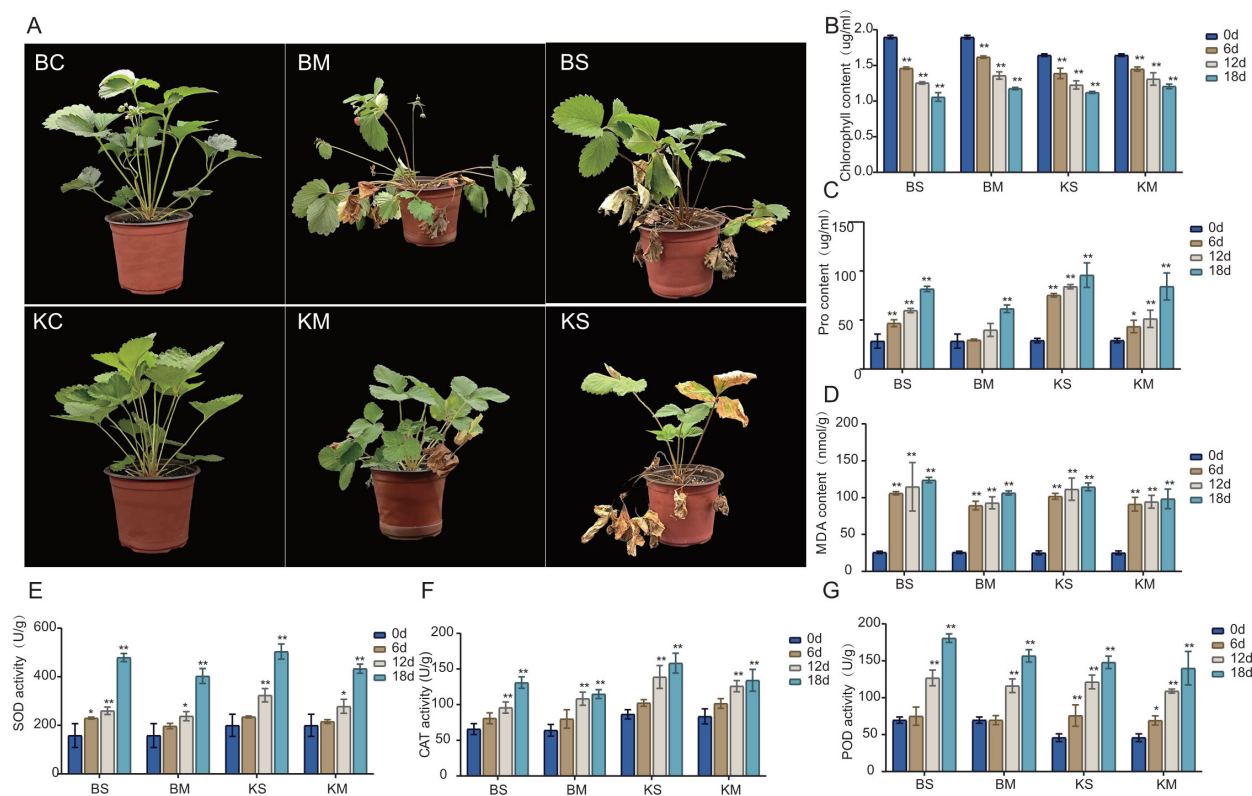 A
BC
BM
BS
KC
KM
KS
B
Chlorophyll content（ug/ml）
2.0
1.5
1.0
0.5
0.0
** ** **
** ** **
** ** **
** ** **
BS BM KS KM
0d
6d
12d
18d
C
Pro content（ug/ml）
150
100
50
0
** ** **
**
** ** **
* ** **
BS BM KS KM
0d
6d
12d
18d
D
MDA content（nmol/g）
200
150
100
50
0
** ** **
** ** **
** ** **
** ** **
BS BM KS KM
0d
6d
12d
18d
E
SOD activity（U/g）
600
400
200
0
* ** **
* **
** **
* **
BS BM KS KM
0d
6d
12d
18d
F
CAT activity（U/g）
200
150
100
50
0
** **
** **
** **
** **
BS BM KS KM
0d
6d
12d
18d
G
POD activity（U/g）
200
150
100
50
0
** **
** **
** ** **
* ** **
BS BM KS KM
0d
6d
12d
18d